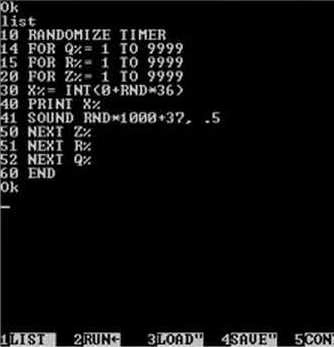 Ok
list
10 RANDOMIZE TIMER
14 FOR Q%= 1 TO 9999
15 FOR R%= 1 TO 9999
20 FOR Z%= 1 TO 9999
30 X%= INT(0+RND*36)
40 PRINT X%
41 SOUND RND*1000+37, .5
50 NEXT Z%
51 NEXT R%
52 NEXT Q%
60 END
Ok
1LIST 2RUN← 3LOAD" 4SAVE" 5CON